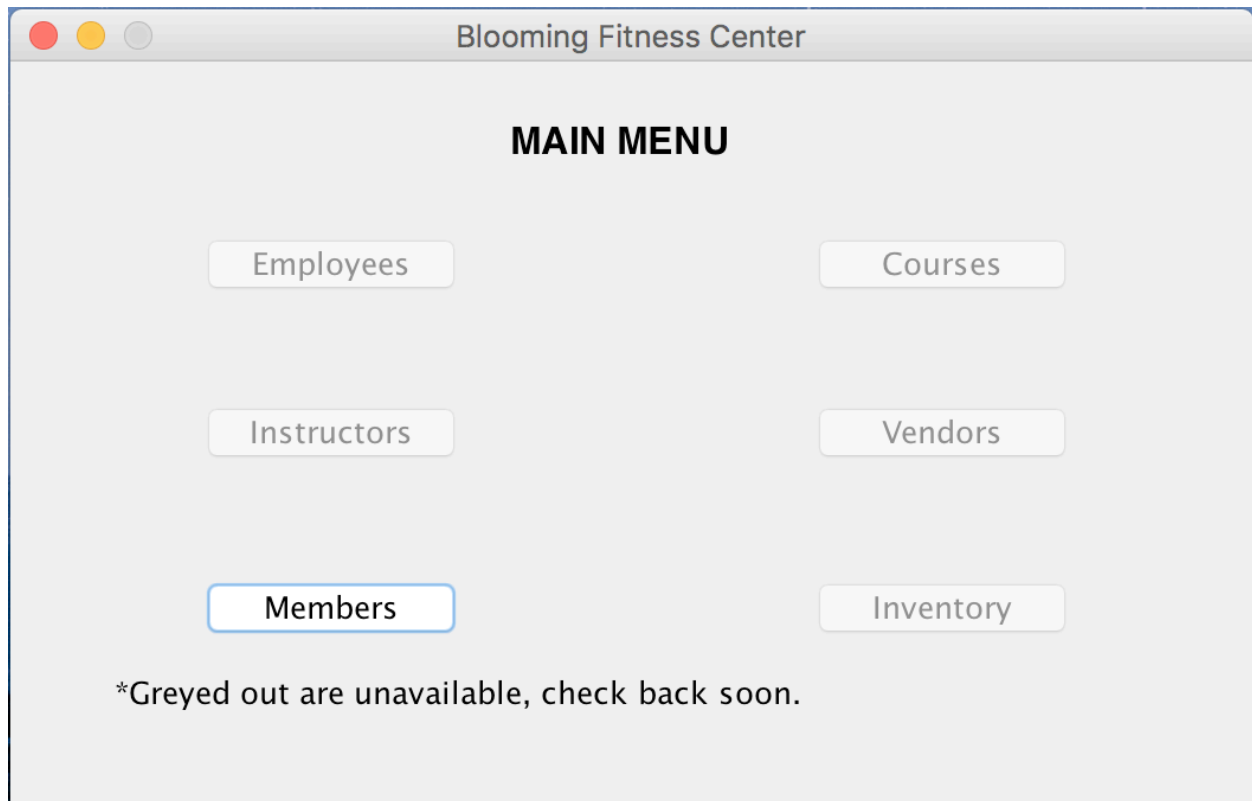 Blooming Fitness Center
MAIN MENU
Employees
Courses
Instructors
Vendors
Members
Inventory
*Greyed out are unavailable, check back soon.